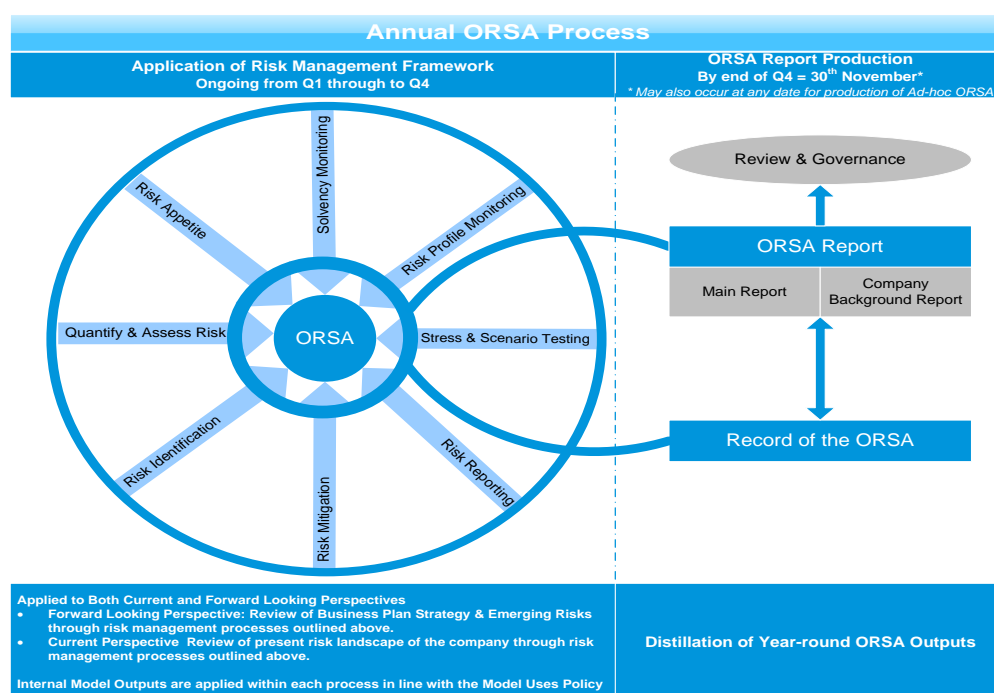 Annual ORSA Process
Application of Risk Management Framework
Ongoing from Q1 through to Q4
ORSA Report Production
By end of Q4 = 30th November*
* May also occur at any date for production of Ad-hoc ORSA
Solvency Monitoring
Risk Appetite
Risk Profile Monitoring
Quantify & Assess Risk
ORSA
Stress & Scenario Testing
Risk Identification
Risk Mitigation
Risk Reporting
Review & Governance
ORSA Report
Main Report
Company
Background Report
Record of the ORSA
Applied to Both Current and Forward Looking Perspectives
• Forward Looking Perspective: Review of Business Plan Strategy & Emerging Risks
through risk management processes outlined above.
• Current Perspective Review of present risk landscape of the company through risk
management processes outlined above.
Internal Model Outputs are applied within each process in line with the Model Uses Policy
Distillation of Year-round ORSA Outputs